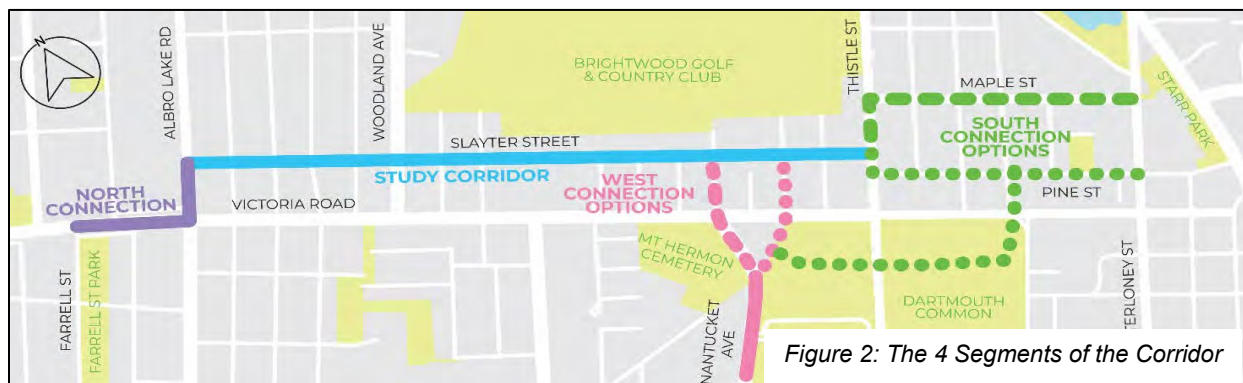 N
ALBRO LAKE RD
WOODLAND AVE
BRIGHTWOOD GOLF
& COUNTRY CLUB
THISTLE ST
MAPLE ST
STARR PARK
SLAYTER STREET
SOUTH
CONNECTION
OPTIONS
STUDY CORRIDOR
WEST
CONNECTION
OPTIONS
PINE ST
NORTH
CONNECTION
VICTORIA ROAD
MT HERMON
CEMETERY
FARRELL ST
FARRELL ST PARK
NANTUCKET
AVE
DARTMOUTH
COMMON
TERLONEY ST
Figure 2: The 4 Segments of the Corridor